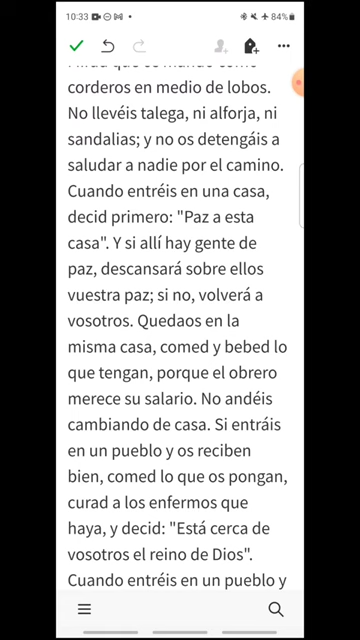 10:33
84%
corderos en medio de lobos.
No llevéis talega, ni alforja, ni
sandalias; y no os detengáis a
saludar a nadie por el camino.
Cuando entréis en una casa,
decid primero: "Paz a esta
casa". Y si allí hay gente de
paz, descansará sobre ellos
vuestra paz; si no, volverá a
vosotros. Quedaos en la
misma casa, comed y bebed lo
que tengan, porque el obrero
merece su salario. No andéis
cambiando de casa. Si entráis
en un pueblo y os reciben
bien, comed lo que os pongan,
curad a los enfermos que
haya, y decid: "Está cerca de
vosotros el reino de Dios".
Cuando entréis en un pueblo y